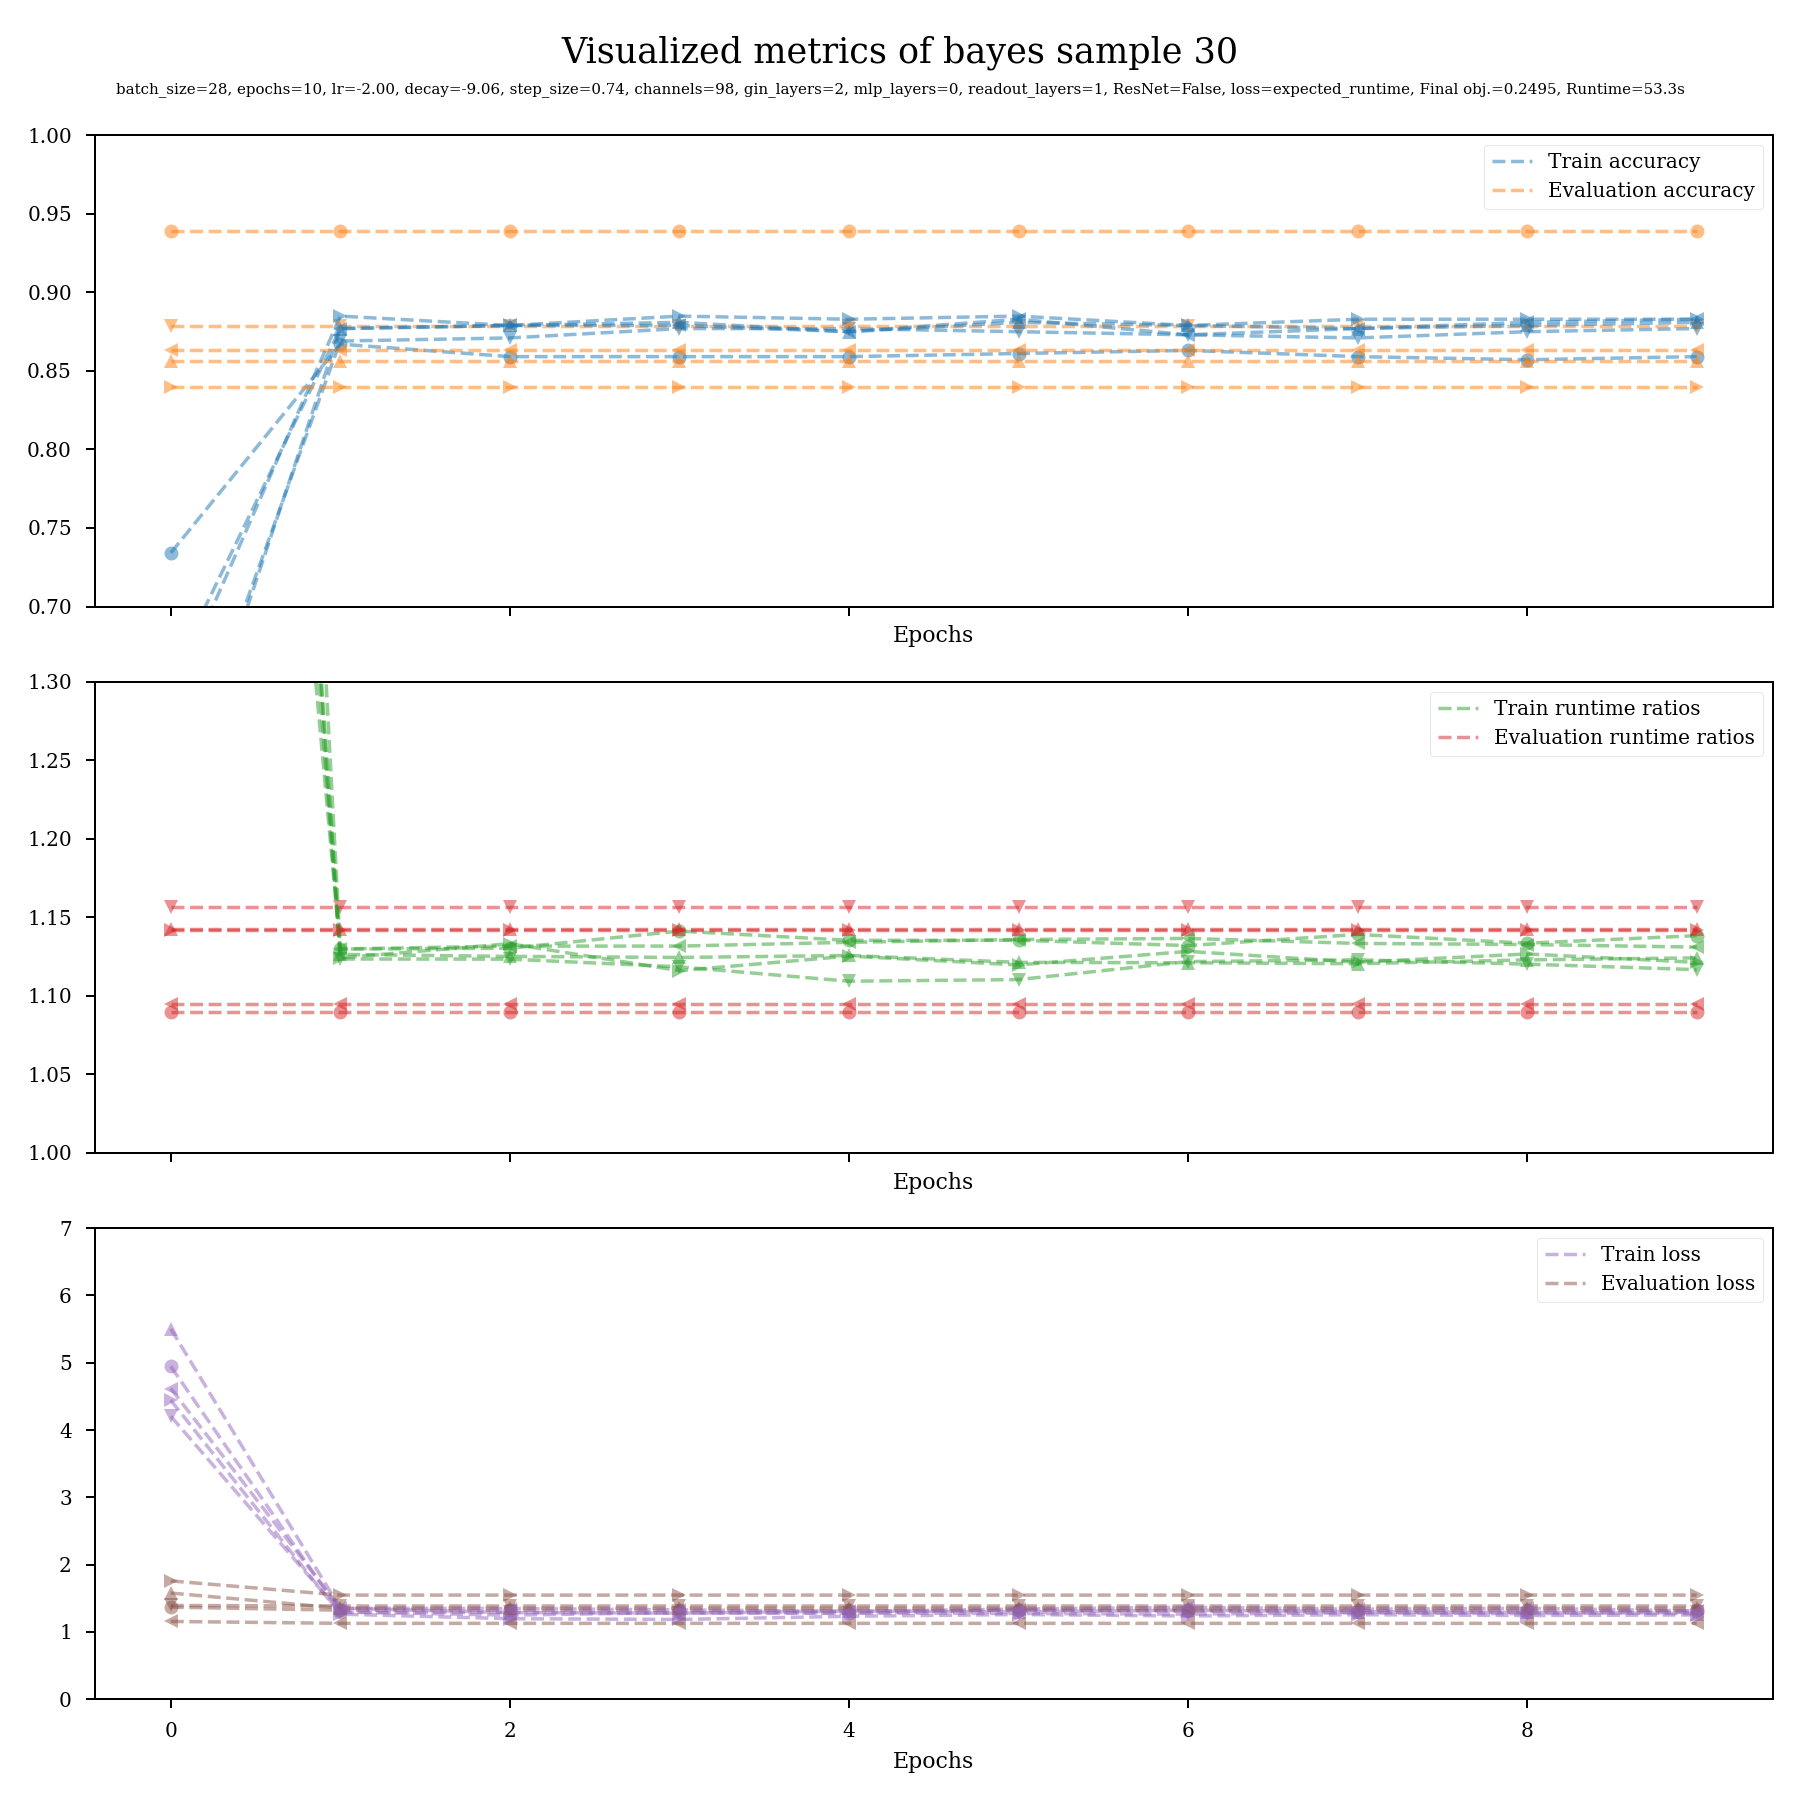 Visualized metrics of bayes sample 30
batch_size=28, epochs=10, lr=-2.00, decay=-9.06, step_size=0.74, channels=98, gin_layers=2, mlp_layers=0, readout_layers=1, ResNet=False, loss=expected_runtime, Final obj.=0.2495, Runtime=53.3s
1.00
0.95
0.90
0.85
0.80
0.75
0.70
Train accuracy
Evaluation accuracy
Epochs
1.30
1.25
1.20
1.15
1.10
1.05
1.00
Train runtime ratios
Evaluation runtime ratios
Epochs
7
6
5
4
3
2
1
0
Train loss
Evaluation loss
0 2 4 6 8
Epochs